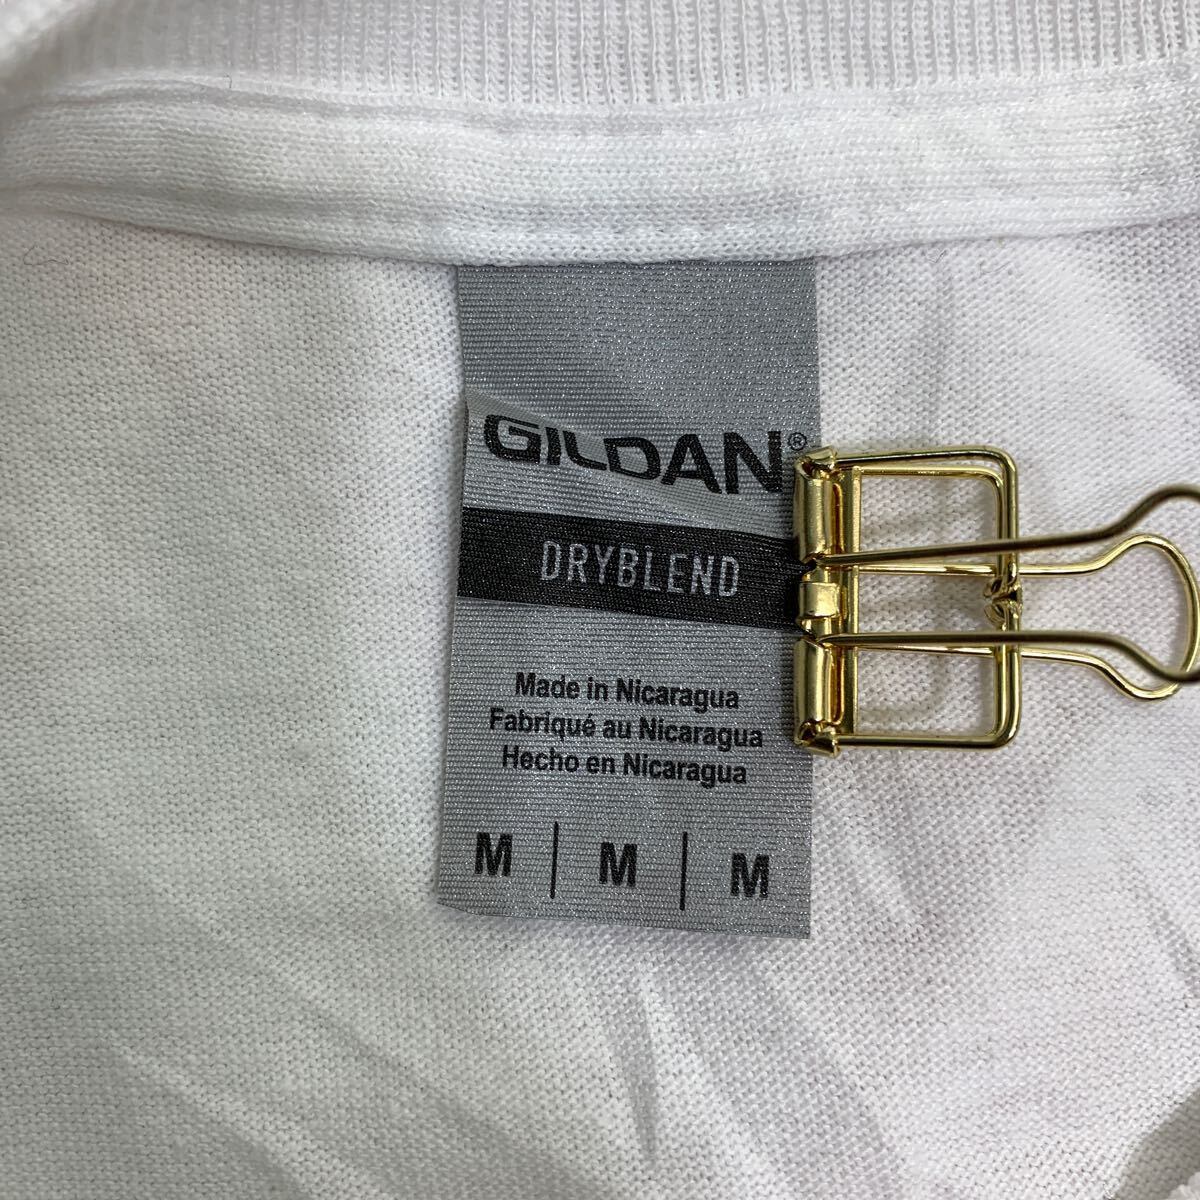 GILDAN®
DRYBLEND
Made in Nicaragua
Fabriqué au Nicaragua
Hecho en Nicaragua
M | M | M